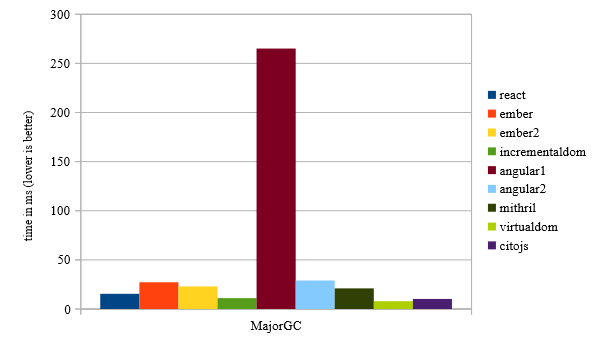 300
250
200
150
100
50
0
time in ms (lower is better)
MajorGC
react
ember
ember2
incrementaldom
angular1
angular2
mithril
virtualdom
citojs